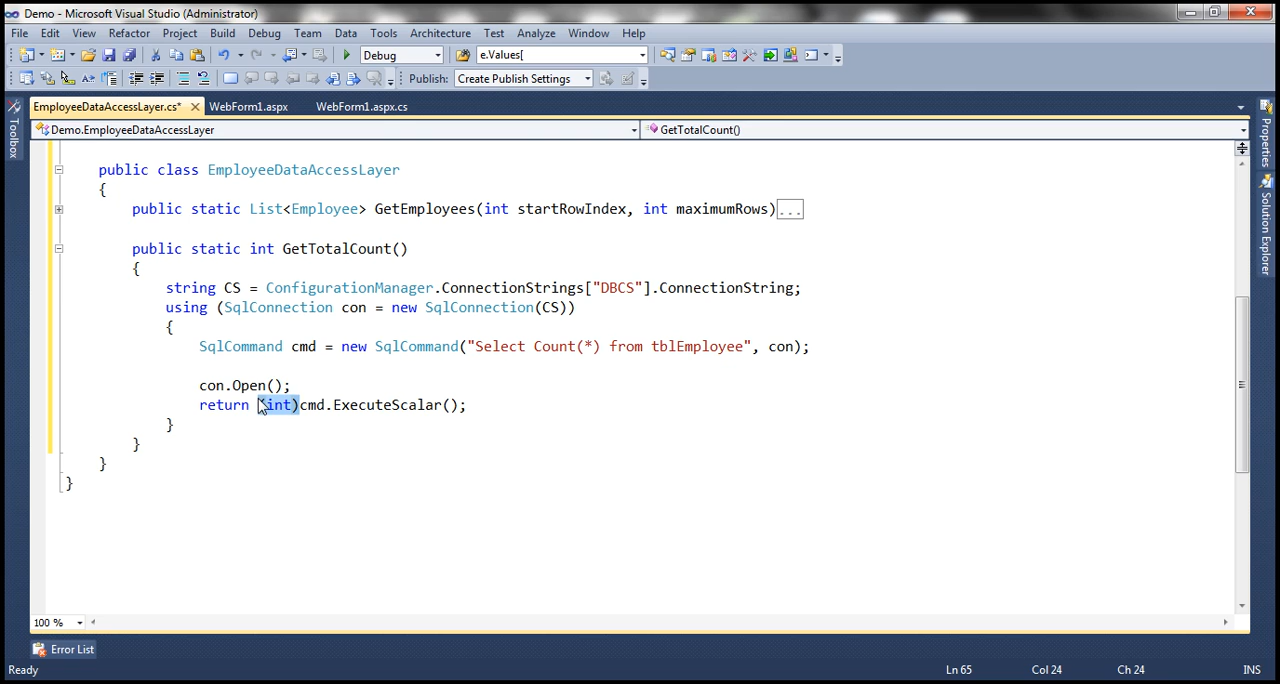 Demo - Microsoft Visual Studio (Administrator)
File Edit View Refactor Project Build Debug Team Data Tools Architecture Test Analyze Window Help
Debug e.Values[
Publish: Create Publish Settings
EmployeeDataAccessLayer.cs* WebForm1.aspx WebForm1.aspx.cs
Demo.EmployeeDataAccessLayer GetTotalCount()
Toolbox
Properties
Solution Explorer
public class EmployeeDataAccessLayer
{
public static List<Employee> GetEmployees(int startRowIndex, int maximumRows)...
public static int GetTotalCount()
{
string CS = ConfigurationManager.ConnectionStrings["DBCS"].ConnectionString;
using (SqlConnection con = new SqlConnection(CS))
{
SqlCommand cmd = new SqlCommand("Select Count(*) from tblEmployee", con);
con.Open();
return (int)cmd.ExecuteScalar();
}
}
}
}
100 %
Error List
Ready Ln 65 Col 24 Ch 24 INS